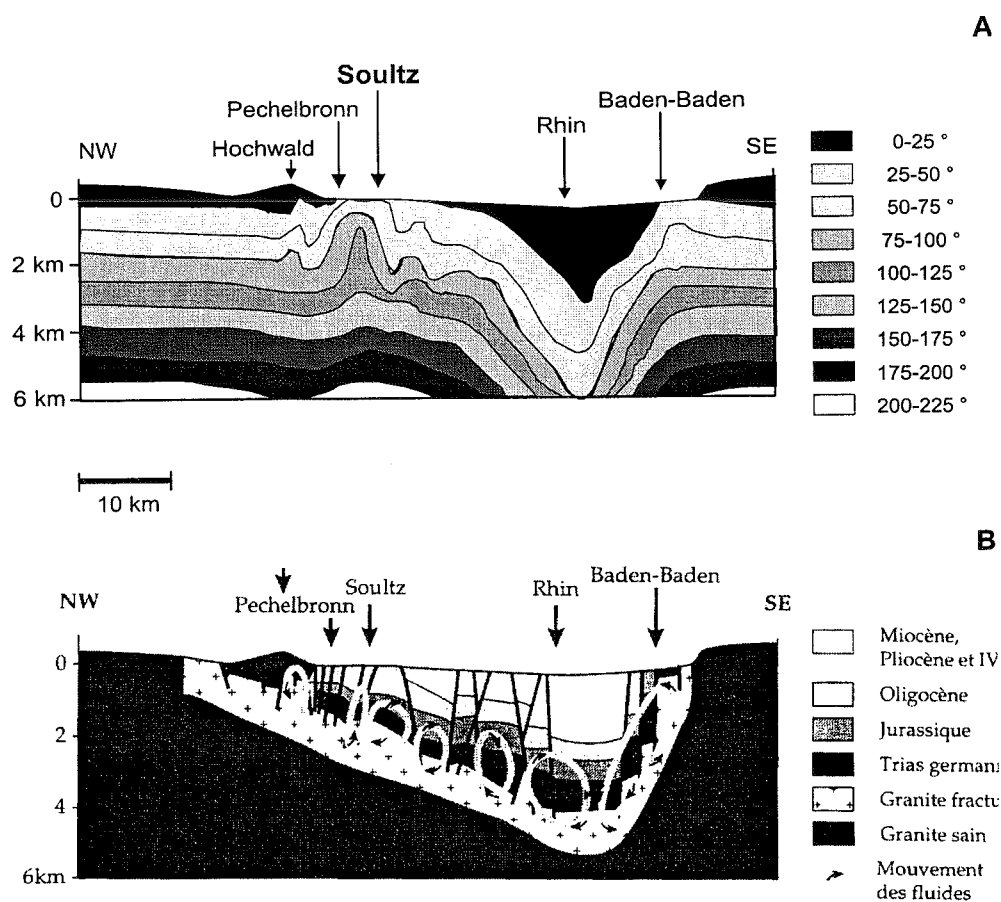 A
Soultz
Pechelbronn
Baden-Baden
Rhin
NW
Hochwald
SE
0
2 km
4 km
6 km
0-25 °
25-50 °
50-75 °
75-100 °
100-125 °
125-150 °
150-175 °
175-200 °
200-225 °
10 km
B
NW
Pechelbronn
Soultz
Rhin
Baden-Baden
SE
0
2
4
6km
Miocène,
Pliocène et IV
Oligocène
Jurassique
Trias german
Granite fractu
Granite sain
Mouvement
des fluides